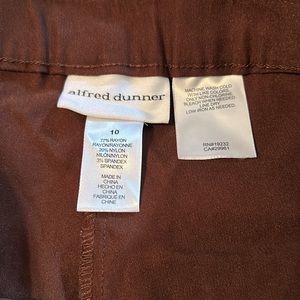 alfred dunner
10
77% RAYON
RAYON/RAYONNE
20% NYLON
NILON/NYLON
3% SPANDEX
SPANDEX
MADE IN
CHINA
HECHO EN
CHINA
FABRIQUÉ EN
CHINE
MACHINE WASH COLD
WITH LIKE COLORS.
ONLY NON-CHLORINE
BLEACH WHEN NEEDED.
LINE DRY.
LOW IRON AS NEEDED.
RN#19232
CA#29961